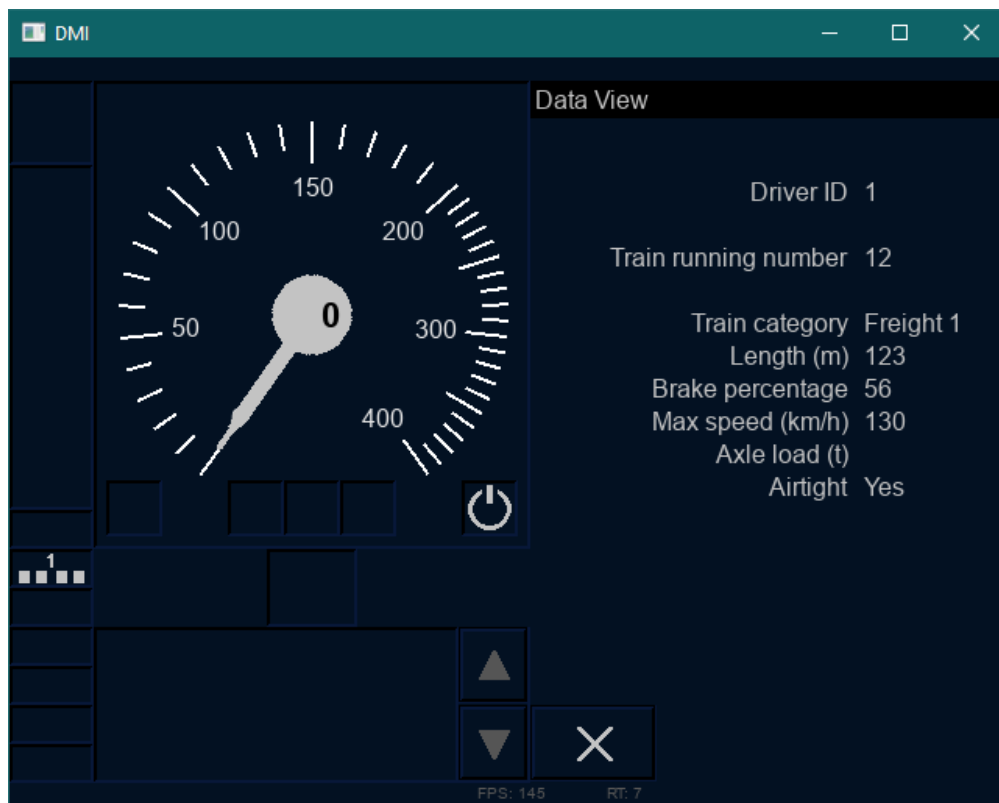 DMI
Data View
150
100
200
50
0
300
400
Driver ID 1
Train running number 12
Train category Freight 1
Length (m) 123
Brake percentage 56
Max speed (km/h) 130
Axle load (t)
Airtight Yes
1
FPS: 145 RT: 7